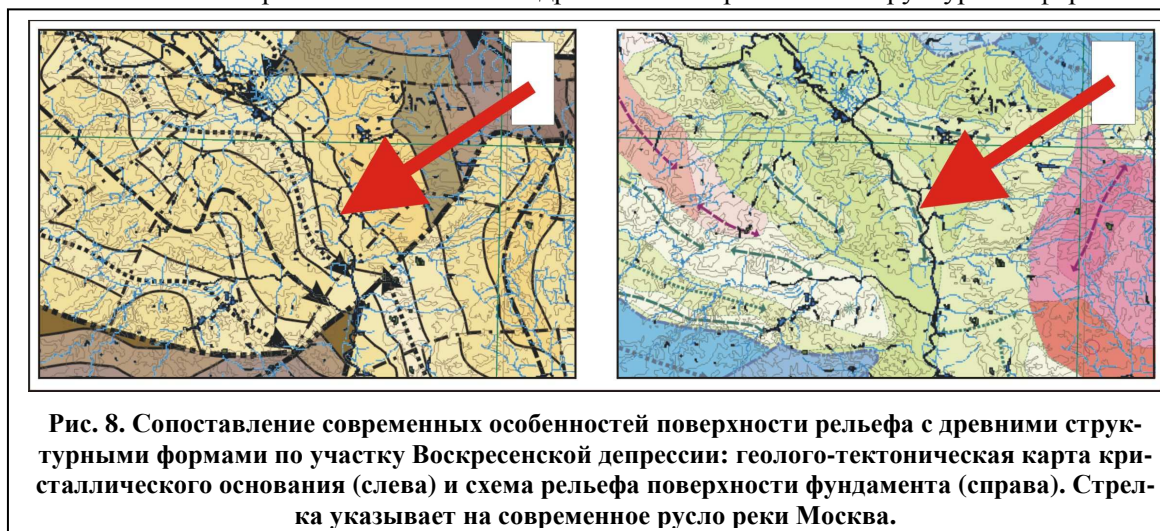 Рис. 8. Сопоставление современных особенностей поверхности рельефа с древними струк-
турными формами по участку Воскресенской депрессии: геолого-тектоническая карта кри-
сталлического основания (слева) и схема рельефа поверхности фундамента (справа). Стрел-
ка указывает на современное русло реки Москва.